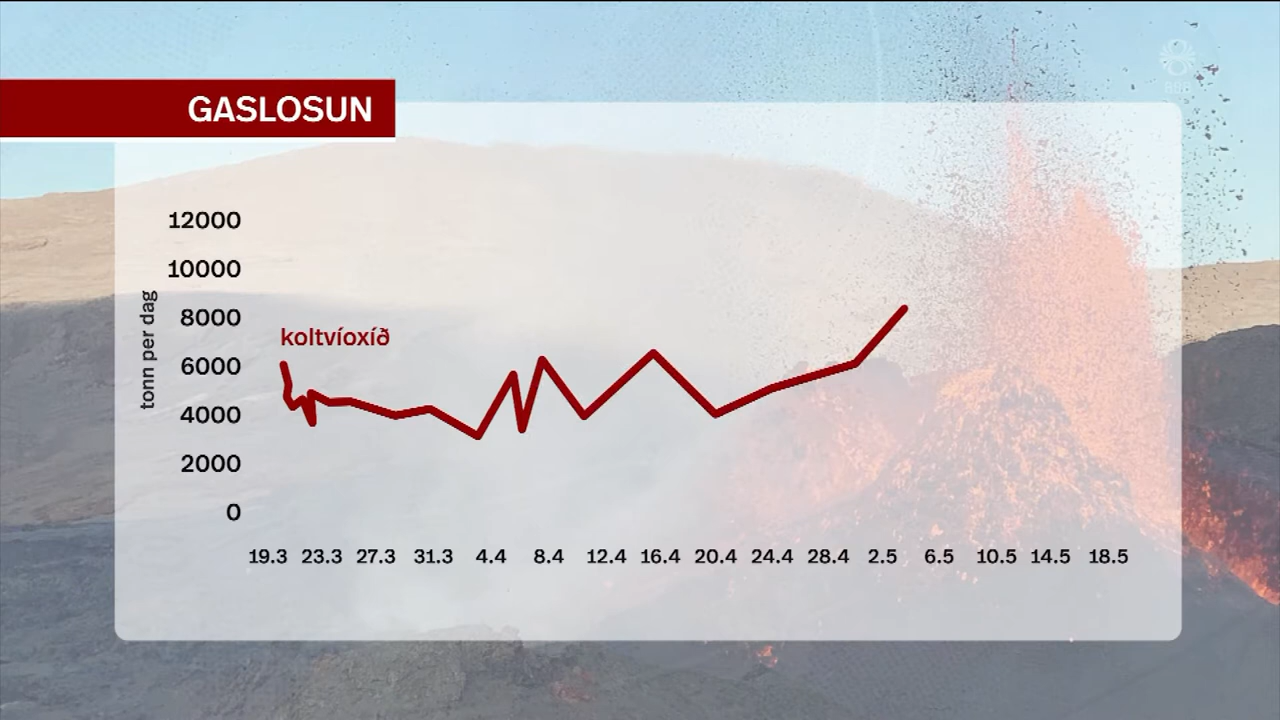 GASLOSUN
12000
10000
8000
6000
4000
2000
0
tonn per dag
koltvíoxíð
19.3 23.3 27.3 31.3 4.4 8.4 12.4 16.4 20.4 24.4 28.4 2.5 6.5 10.5 14.5 18.5